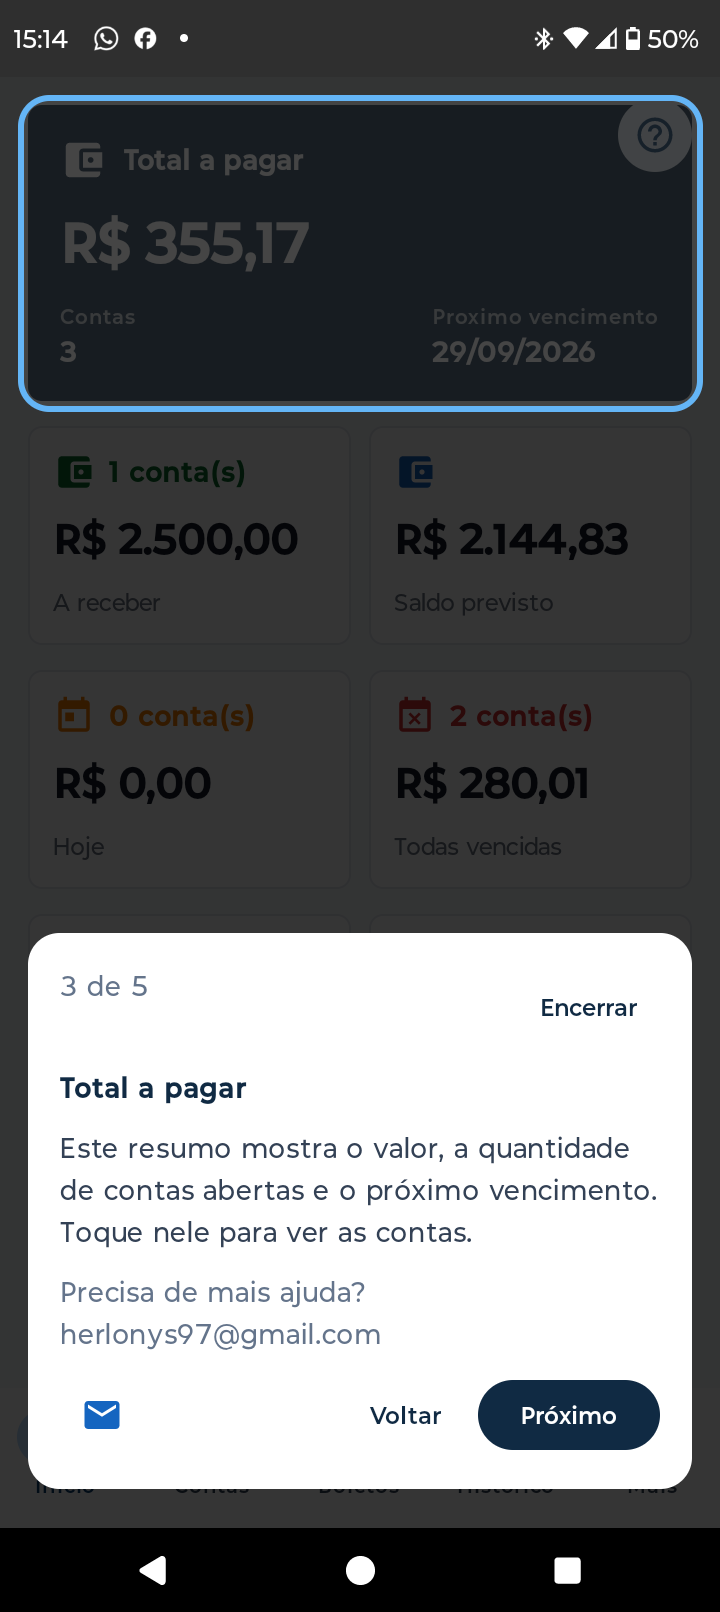 15:14
50%
Total a pagar
R$ 355,17
Contas
Proximo vencimento
3
29/09/2026
1 conta(s)
R$ 2.500,00
R$ 2.144,83
A receber
Saldo previsto
0 conta(s)
2 conta(s)
R$ 0,00
R$ 280,01
Hoje
Todas vencidas
3 de 5
Encerrar
Total a pagar
Este resumo mostra o valor, a quantidade
de contas abertas e o próximo vencimento.
Toque nele para ver as contas.
Precisa de mais ajuda?
herlonys97@gmail.com
Voltar
Próximo